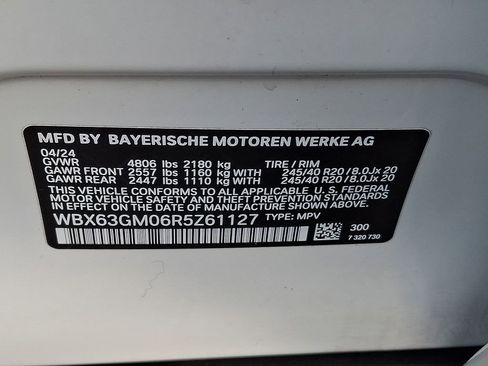 MFD BY BAYERISCHE MOTOREN WERKE AG
04/24
GVWR 4806 lbs 2180 kg TIRE / RIM
GAWR FRONT 2557 lbs 1160 kg WITH 245/40 R20 / 8.0Jx 20
GAWR REAR 2447 lbs 1110 kg WITH 245/40 R20 / 8.0Jx 20
THIS VEHICLE CONFORMS TO ALL APPLICABLE U.S. FEDERAL
MOTOR VEHICLE SAFETY AND THEFT PREVENTION STANDARDS
IN EFFECT ON THE DATE OF MANUFACTURE SHOWN ABOVE
WBX63GM06R5Z61127 TYPE: MPV
300
7 320 730